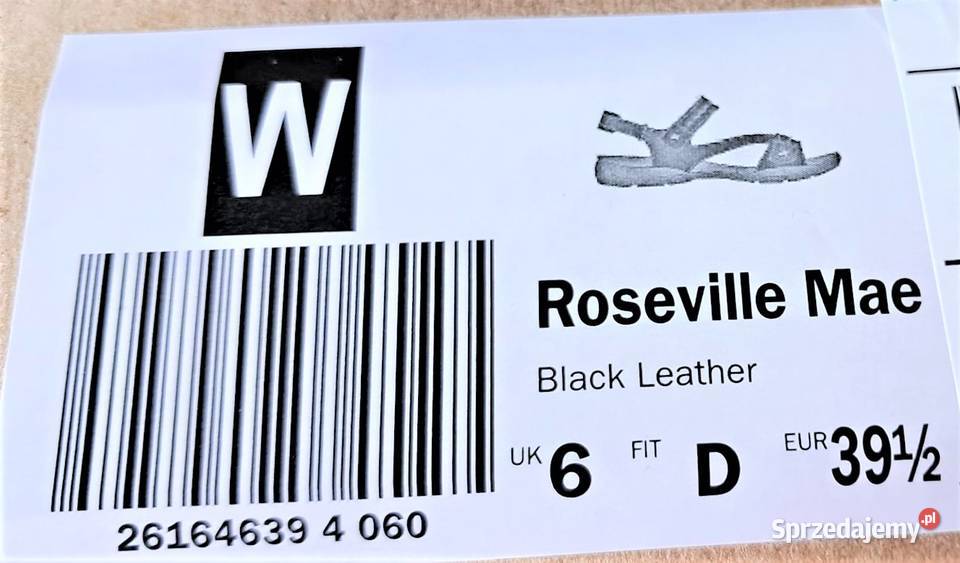 W
Roseville Mae
Black Leather
UK 6 FIT D EUR 39½
26164639 4 060
Sprzedajemy.pl